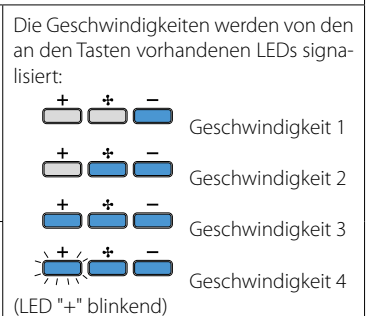 Die Geschwindigkeiten werden von den
an den Tasten vorhandenen LEDs signa-
lisiert:
+ ✣ −
Geschwindigkeit 1
+ ✣ −
Geschwindigkeit 2
+ ✣ −
Geschwindigkeit 3
+ ✣ −
Geschwindigkeit 4
(LED "+" blinkend)